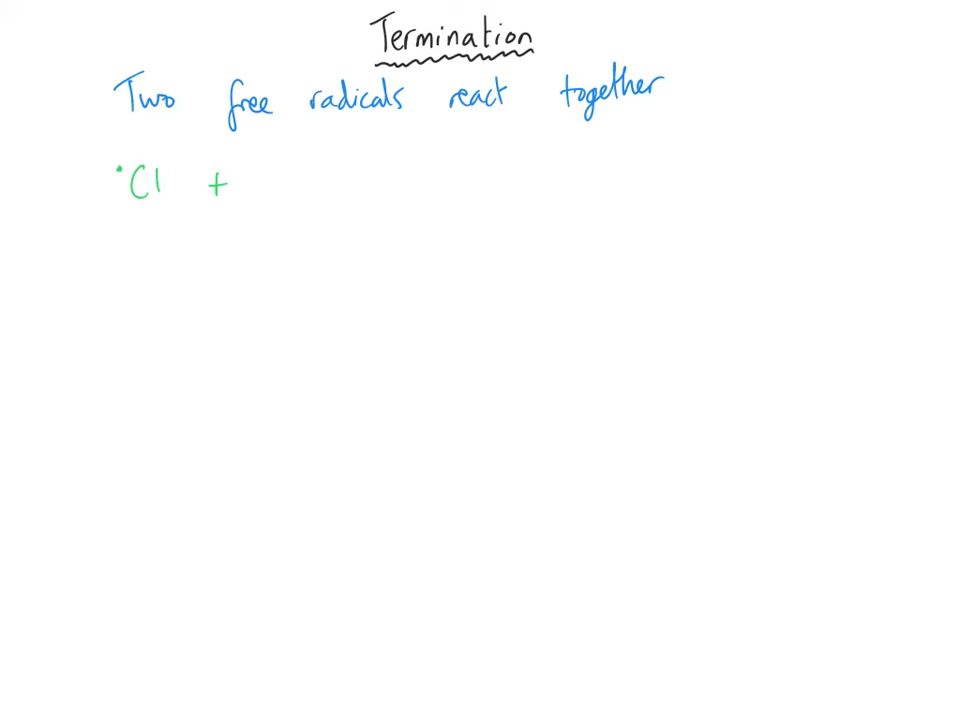 Termination
Two free radicals react together
•Cl +